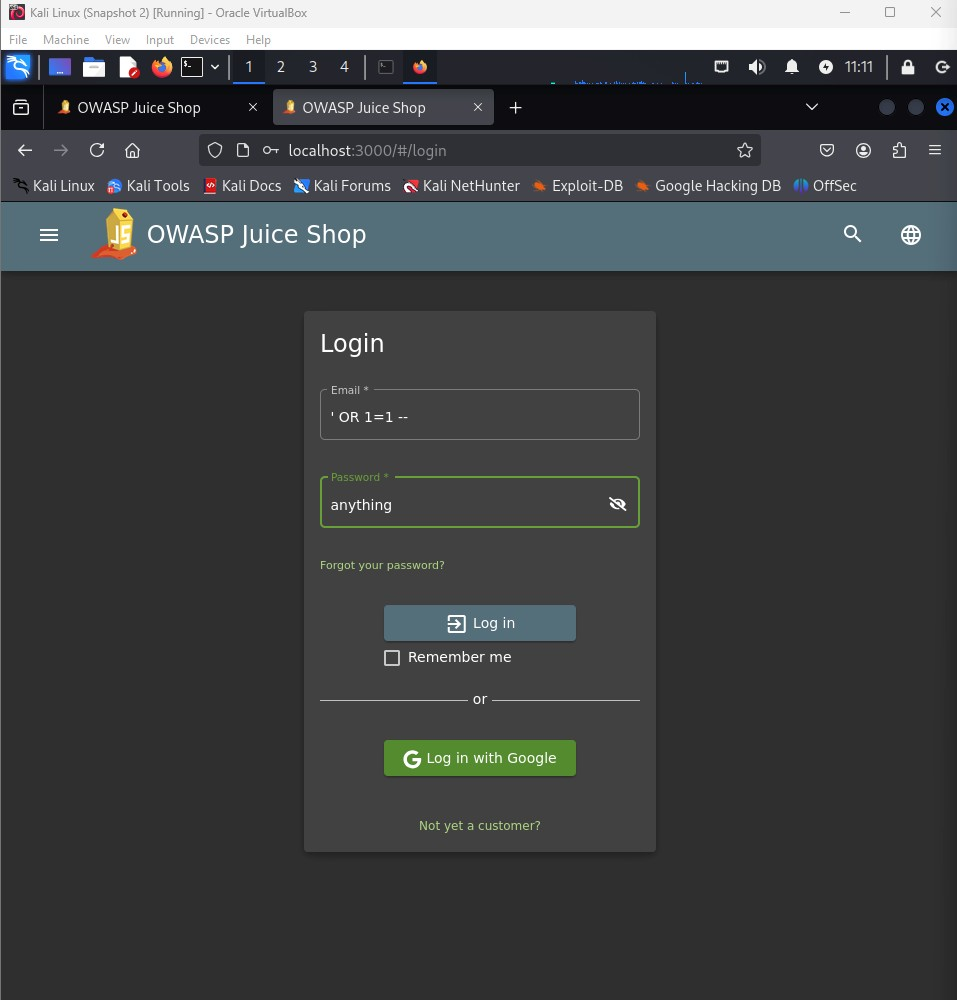 Kali Linux (Snapshot 2) [Running] - Oracle VirtualBox
File Machine View Input Devices Help
1 2 3 4 11:11
OWASP Juice Shop OWASP Juice Shop
localhost:3000/#/login
Kali Linux Kali Tools Kali Docs Kali Forums Kali NetHunter Exploit-DB Google Hacking DB OffSec
JS OWASP Juice Shop
Login
Email *
' OR 1=1 --
Password *
anything
Forgot your password?
Log in
Remember me
or
G Log in with Google
Not yet a customer?